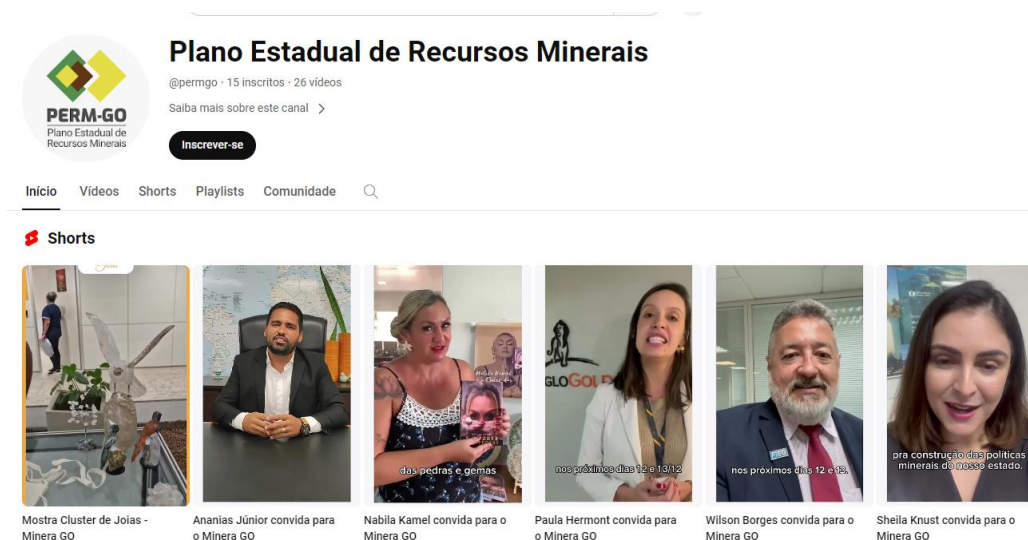 Plano Estadual de Recursos Minerais
@permgo · 15 inscritos · 26 vídeos
Saiba mais sobre este canal
Inscrever-se
PERM-GO
Plano Estadual de
Recursos Minerais
Início Vídeos Shorts Playlists Comunidade
Shorts
GLOGOLD
das pedras e gemas
nos próximos dias 12 e 13/12
FIEG
nos próximos dias 12 e 13.
pra construção das políticas
minerais do nosso estado.
Mostra Cluster de Joias -
Minera GO
Ananias Júnior convida para
o Minera GO
Nabila Kamel convida para o
Minera GO
Paula Hermont convida para
o Minera GO
Wilson Borges convida para o
Minera GO
Sheila Knust convida para o
Minera GO